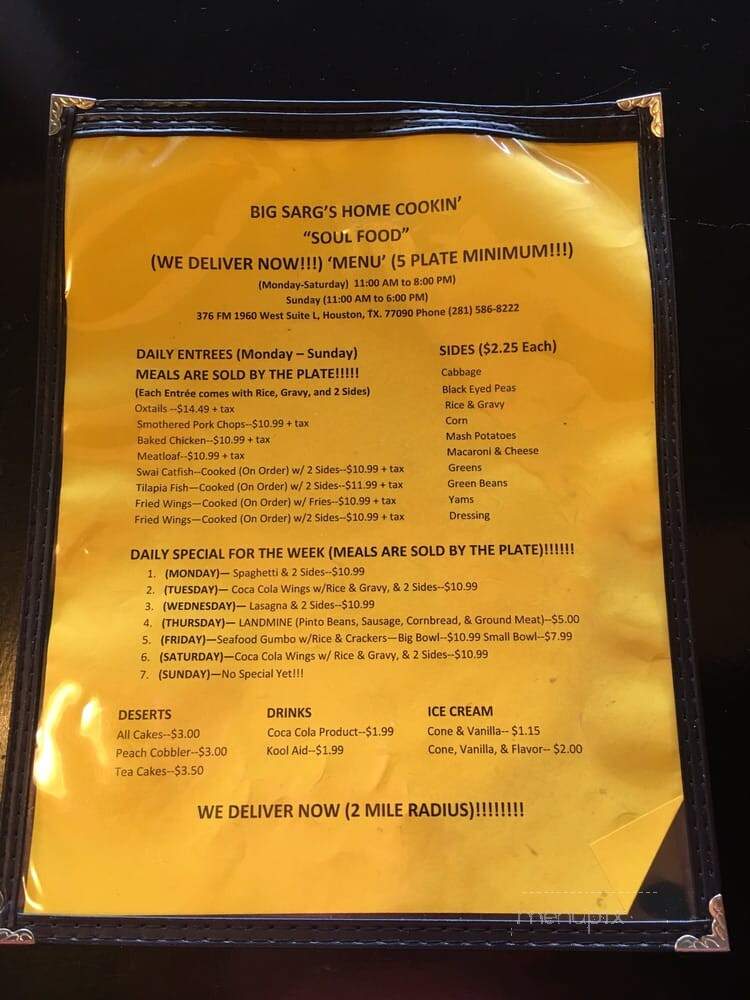 BIG SARG'S HOME COOKIN'
"SOUL FOOD"
(WE DELIVER NOW!!!) 'MENU' (5 PLATE MINIMUM!!!)
(Monday-Saturday) 11:00 AM to 8:00 PM)
Sunday (11:00 AM to 6:00 PM)
376 FM 1960 West Suite L, Houston, TX. 77090 Phone (281) 586-8222
DAILY ENTREES (Monday – Sunday)
MEALS ARE SOLD BY THE PLATE!!!!!
(Each Entrée comes with Rice, Gravy, and 2 Sides)
Oxtails --$14.49 + tax
Smothered Pork Chops--$10.99 + tax
Baked Chicken--$10.99 + tax
Meatloaf--$10.99 + tax
Swai Catfish--Cooked (On Order) w/ 2 Sides--$10.99 + tax
Tilapia Fish—Cooked (On Order) w/ 2 Sides--$11.99 + tax
Fried Wings—Cooked (On Order) w/ Fries--$10.99 + tax
Fried Wings—Cooked (On Order) w/2 Sides--$10.99 + tax
SIDES ($2.25 Each)
Cabbage
Black Eyed Peas
Rice & Gravy
Corn
Mash Potatoes
Macaroni & Cheese
Greens
Green Beans
Yams
Dressing
DAILY SPECIAL FOR THE WEEK (MEALS ARE SOLD BY THE PLATE)!!!!!!
1. (MONDAY)— Spaghetti & 2 Sides--$10.99
2. (TUESDAY)— Coca Cola Wings w/Rice & Gravy, & 2 Sides--$10.99
3. (WEDNESDAY)— Lasagna & 2 Sides--$10.99
4. (THURSDAY)— LANDMINE (Pinto Beans, Sausage, Cornbread, & Ground Meat)--$5.00
5. (FRIDAY)—Seafood Gumbo w/Rice & Crackers—Big Bowl--$10.99 Small Bowl--$7.99
6. (SATURDAY)—Coca Cola Wings w/ Rice & Gravy, & 2 Sides--$10.99
7. (SUNDAY)—No Special Yet!!!
DESERTS
All Cakes--$3.00
Peach Cobbler--$3.00
Tea Cakes--$3.50
DRINKS
Coca Cola Product--$1.99
Kool Aid--$1.99
ICE CREAM
Cone & Vanilla-- $1.15
Cone, Vanilla, & Flavor-- $2.00
WE DELIVER NOW (2 MILE RADIUS)!!!!!!!!
menupix